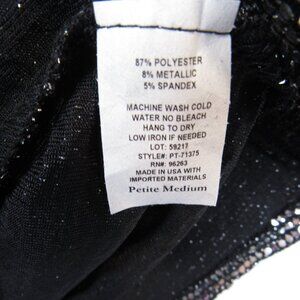 87% POLYESTER
8% METALLIC
5% SPANDEX
MACHINE WASH COLD
WATER NO BLEACH
HANG TO DRY
LOW IRON IF NEEDED
LOT: 59217
STYLE#: PT-71375
RN#: 96263
MADE IN USA WITH
IMPORTED MATERIALS
Petite Medium